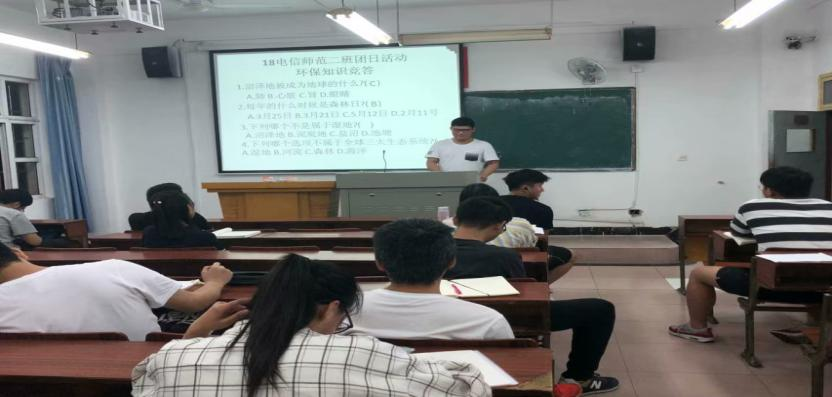 18电信师范二班团日活动
环保知识竞答
1.沼泽地被成为地球的什么?(C)
A.肺 B.心脏 C.肾 D.眼睛
2.每年的什么时候是森林日?(B)
A.3月25日 B.3月21日 C.5月12日 D.2月11号
3.下列哪个不是属于湿地?( )
A.沼泽地 B.泥炭地 C.盐沼 D.池塘
4.下列哪个选项不属于全球三大生态系统?(
A.湿地 B.河流 C.森林 D.海洋